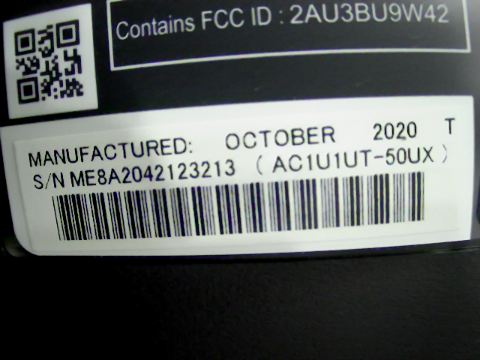 Contains FCC ID : 2AU3BU9W42
MANUFACTURED: OCTOBER 2020 T
S/N ME8A2042123213 ( AC1U1UT-50UX )